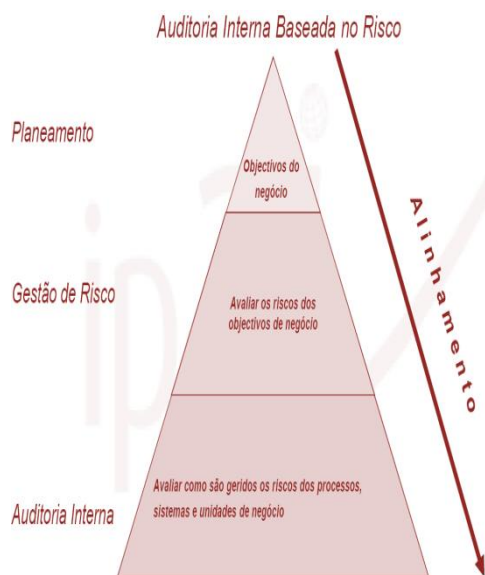 Auditoria Interna Baseada no Risco
Planeamento
Objectivos do
negócio
Alinhamento
Gestão de Risco
Avaliar os riscos dos
objectivos de negócio
Avaliar como são geridos os riscos dos processos,
sistemas e unidades de negócio
Auditoria Interna